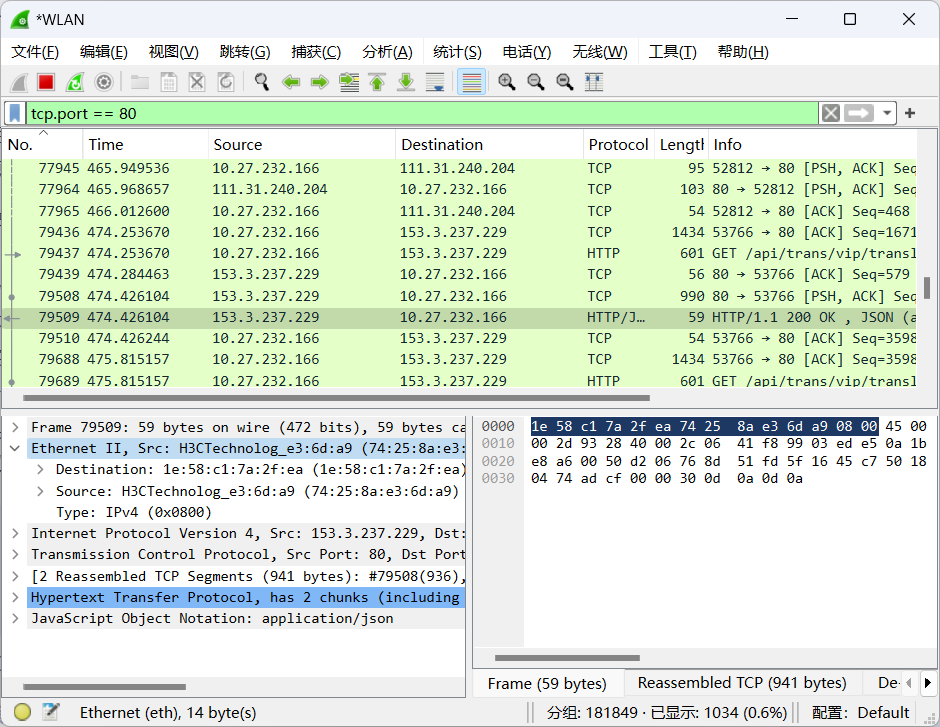 *WLAN
文件(F) 编辑(E) 视图(V) 跳转(G) 捕获(C) 分析(A) 统计(S) 电话(Y) 无线(W) 工具(T) 帮助(H)
tcp.port == 80
No. Time Source Destination Protocol Length Info
77945 465.949536 10.27.232.166 111.31.240.204 TCP 95 52812 → 80 [PSH, ACK] Seq
77964 465.968657 111.31.240.204 10.27.232.166 TCP 103 80 → 52812 [PSH, ACK] Seq
77965 466.012600 10.27.232.166 111.31.240.204 TCP 54 52812 → 80 [ACK] Seq=468
79436 474.253670 10.27.232.166 153.3.237.229 TCP 1434 53766 → 80 [ACK] Seq=1671
79437 474.253670 10.27.232.166 153.3.237.229 HTTP 601 GET /api/trans/vip/transl
79439 474.284463 153.3.237.229 10.27.232.166 TCP 56 80 → 53766 [ACK] Seq=579
79508 474.426104 153.3.237.229 10.27.232.166 TCP 990 80 → 53766 [PSH, ACK] Seq
79509 474.426104 153.3.237.229 10.27.232.166 HTTP/J… 59 HTTP/1.1 200 OK , JSON (a
79510 474.426244 10.27.232.166 153.3.237.229 TCP 54 53766 → 80 [ACK] Seq=3598
79688 475.815157 10.27.232.166 153.3.237.229 TCP 1434 53766 → 80 [ACK] Seq=3598
79689 475.815157 10.27.232.166 153.3.237.229 HTTP 601 GET /api/trans/vip/transl
Frame 79509: 59 bytes on wire (472 bits), 59 bytes ca
Ethernet II, Src: H3CTechnolog_e3:6d:a9 (74:25:8a:e3:
Destination: 1e:58:c1:7a:2f:ea (1e:58:c1:7a:2f:ea)
Source: H3CTechnolog_e3:6d:a9 (74:25:8a:e3:6d:a9)
Type: IPv4 (0x0800)
Internet Protocol Version 4, Src: 153.3.237.229, Dst:
Transmission Control Protocol, Src Port: 80, Dst Port
[2 Reassembled TCP Segments (941 bytes): #79508(936),
Hypertext Transfer Protocol, has 2 chunks (including
JavaScript Object Notation: application/json
0000 1e 58 c1 7a 2f ea 74 25 8a e3 6d a9 08 00 45 00
0010 00 2d 93 28 40 00 2c 06 41 f8 99 03 ed e5 0a 1b
0020 e8 a6 00 50 d2 06 76 8d 51 fd 5f 16 45 c7 50 18
0030 04 74 ad cf 00 00 30 0d 0a 0d 0a
Frame (59 bytes) Reassembled TCP (941 bytes) De
Ethernet (eth), 14 byte(s) 分组: 181849 · 已显示: 1034 (0.6%) 配置: Default